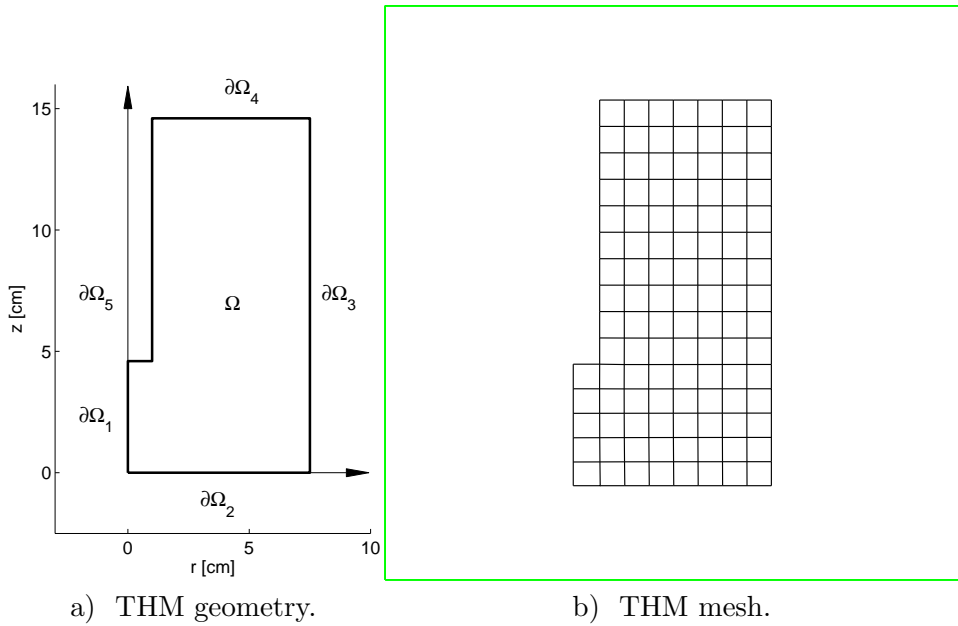 ∂Ω₄
15
10
∂Ω₅
Ω
∂Ω₃
z [cm]
5
∂Ω₁
0
∂Ω₂
0
5
10
r [cm]
a) THM geometry.
b) THM mesh.